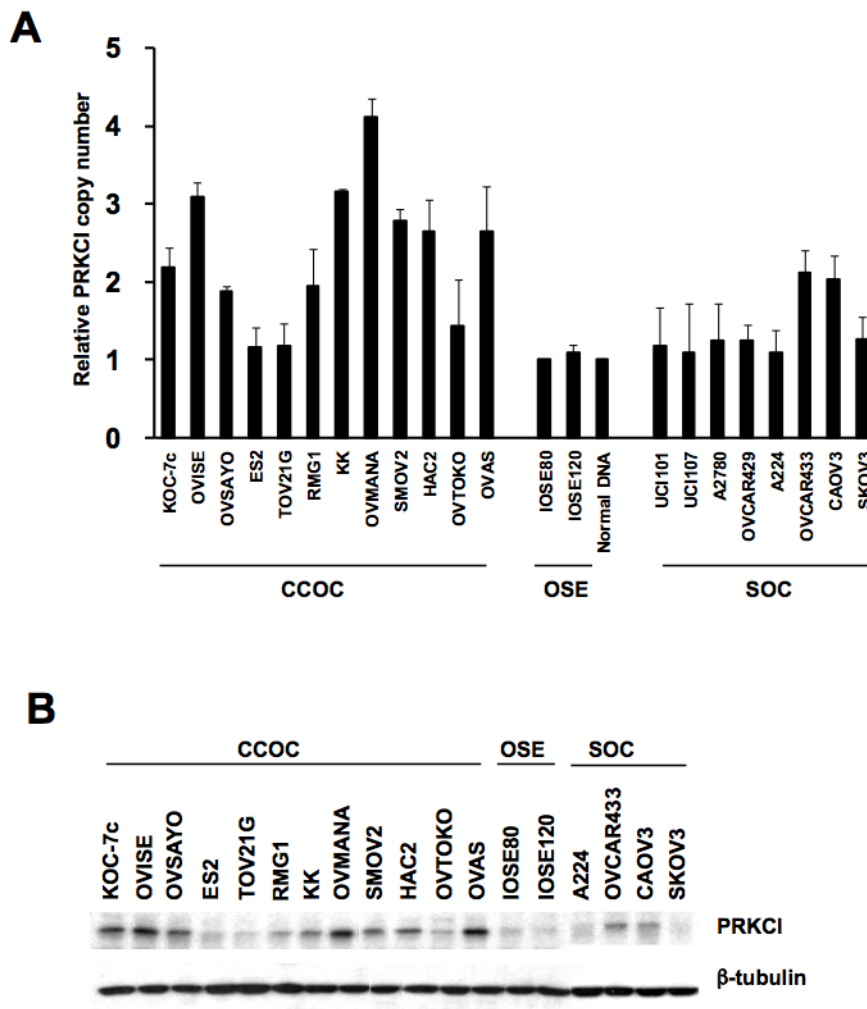 A
Relative PRKCI copy number
5
4
3
2
1
0
KOC-7c
OVISE
OVSAYO
ES2
TOV21G
RMG1
KK
OVMANA
SMOV2
HAC2
OVTOKO
OVAS
IOSE80
IOSE120
Normal DNA
UCI101
UCI107
A2780
OVCAR429
A224
OVCAR433
CAOV3
SKOV3
CCOC OSE SOC
B
CCOC OSE SOC
KOC-7c
OVISE
OVSAYO
ES2
TOV21G
RMG1
KK
OVMANA
SMOV2
HAC2
OVTOKO
OVAS
IOSE80
IOSE120
A224
OVCAR433
CAOV3
SKOV3
PRKCI
β-tubulin